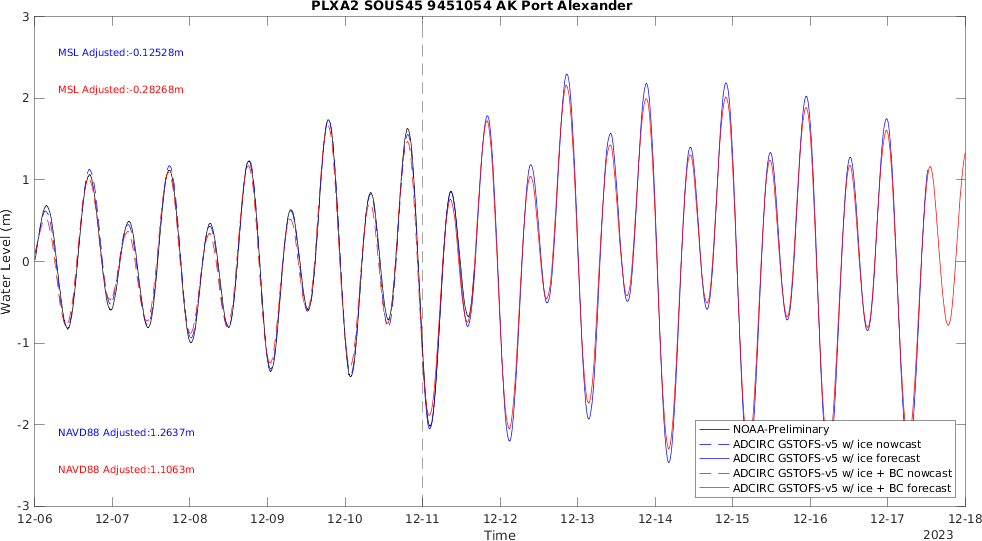 PLXA2 SOUS45 9451054 AK Port Alexander
3
MSL Adjusted:-0.12528m
MSL Adjusted:-0.28268m
2
1
0
Water Level (m)
-1
-2
NAVD88 Adjusted:1.2637m
NAVD88 Adjusted:1.1063m
-3
NOAA-Preliminary
ADCIRC GSTOFS-v5 w/ ice nowcast
ADCIRC GSTOFS-v5 w/ ice forecast
ADCIRC GSTOFS-v5 w/ ice + BC nowcast
ADCIRC GSTOFS-v5 w/ ice + BC forecast
12-06 12-07 12-08 12-09 12-10 12-11 12-12 12-13 12-14 12-15 12-16 12-17 12-18
Time
2023